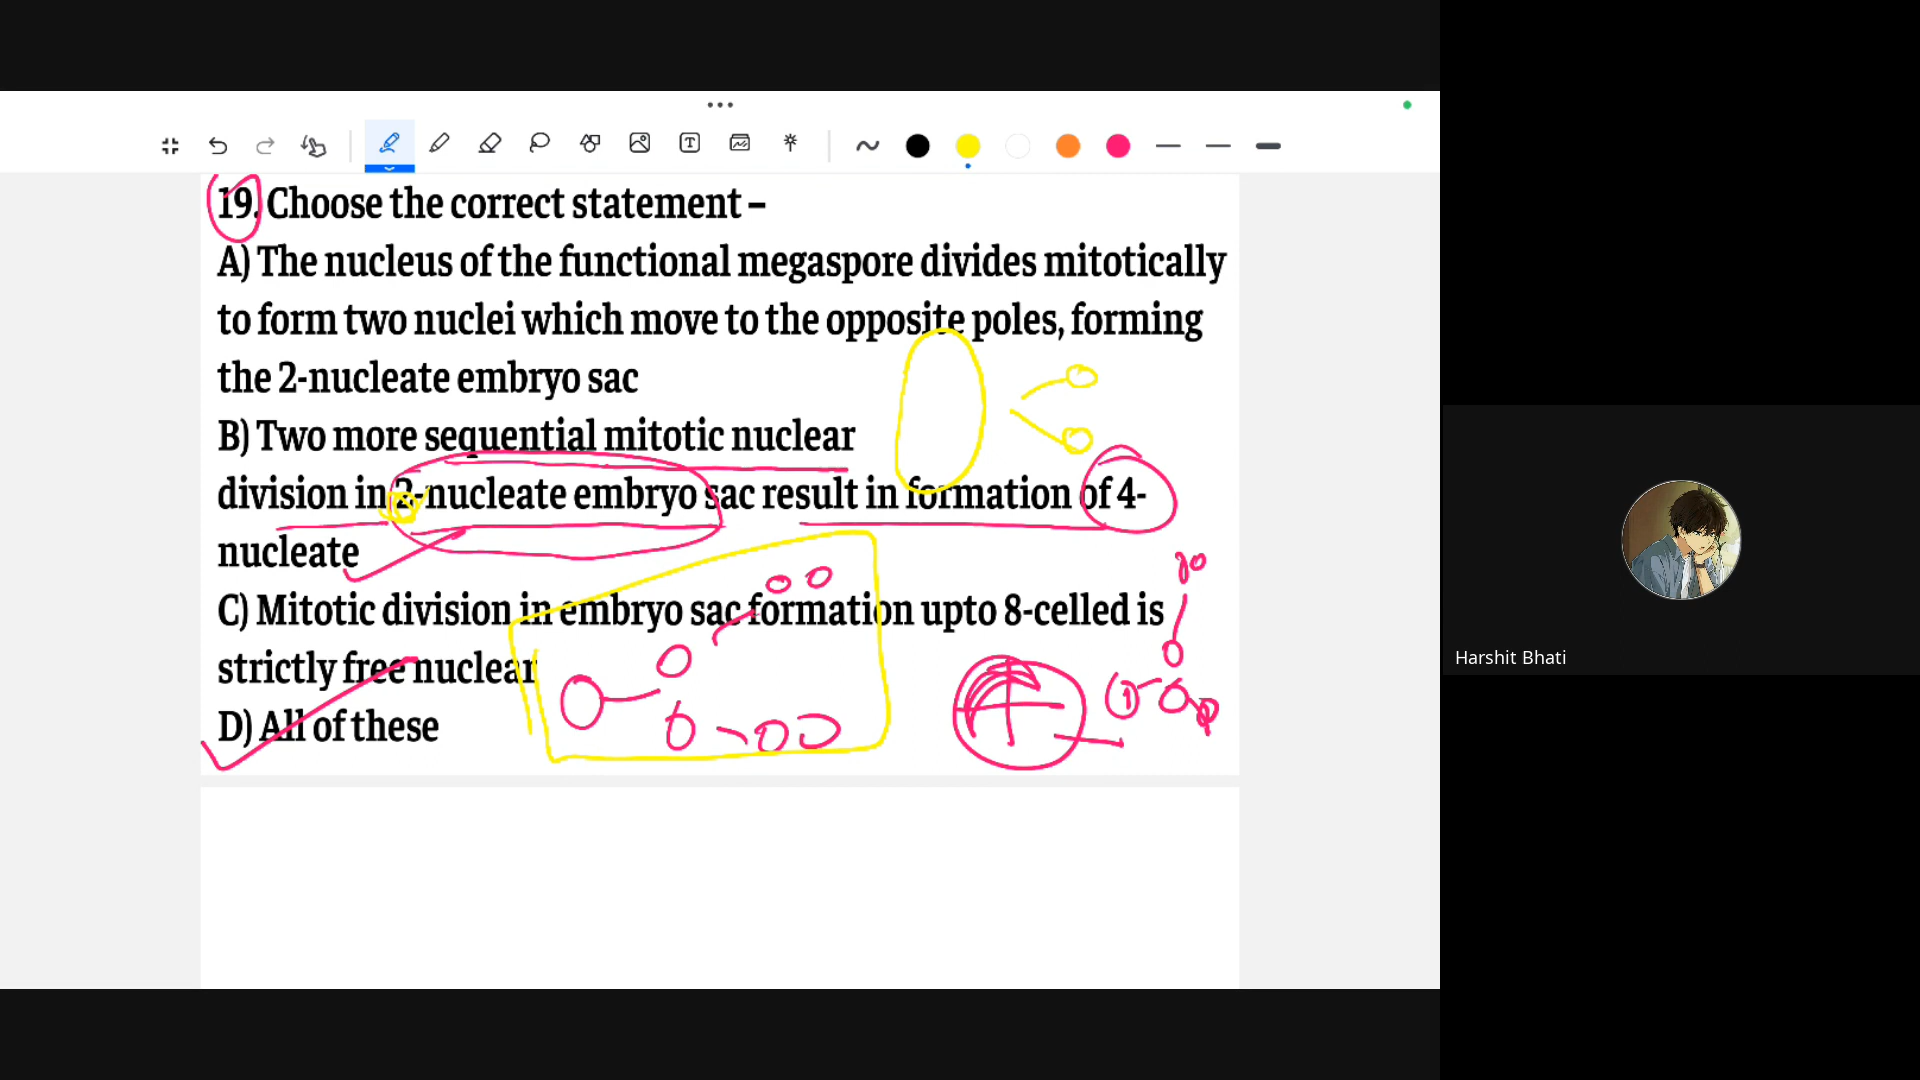 19. Choose the correct statement –
A) The nucleus of the functional megaspore divides mitotically
to form two nuclei which move to the opposite poles, forming
the 2-nucleate embryo sac
B) Two more sequential mitotic nuclear
division in 2-nucleate embryo sac result in formation of 4-
nucleate
C) Mitotic division in embryo sac formation upto 8-celled is
strictly free nuclear
D) All of these
Harshit Bhati